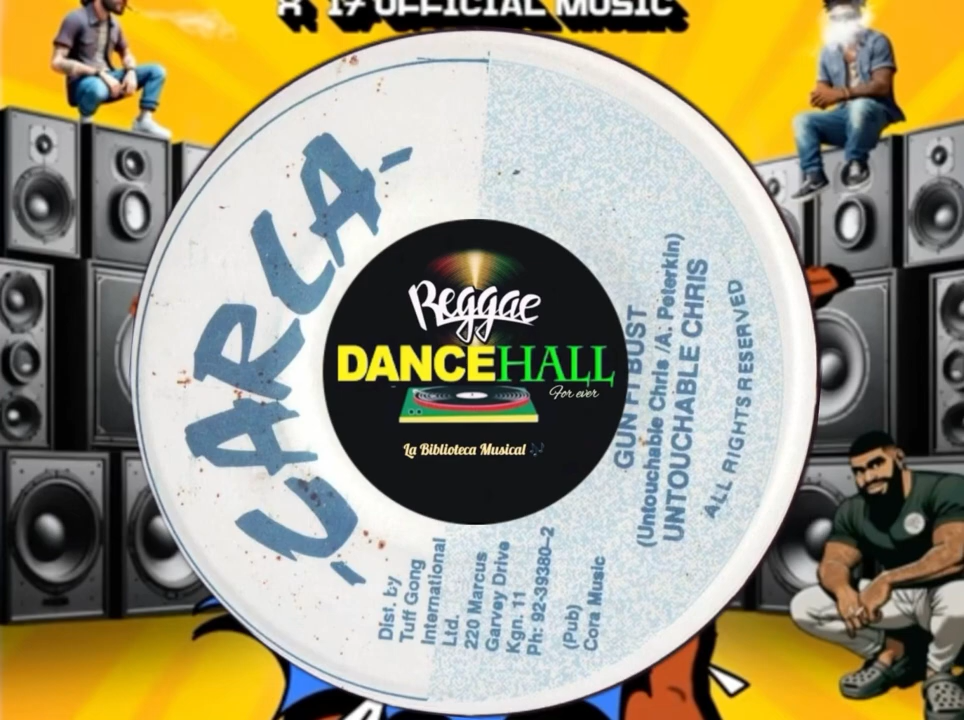 X 17 OFFICIAL MUSIC
CARLA
Reggae
DANCEHALL
For ever
La Biblioteca Musical
GUN FI BUST
(Untouchable Chris /A. Peterkin)
UNTOUCHABLE CHRIS
ALL RIGHTS RESERVED
Dist. by
Tuff Gong
International
Ltd.
220 Marcus
Garvey Drive
Kgn. 11
Ph: 92-39380-2
(Pub)
Cora Music